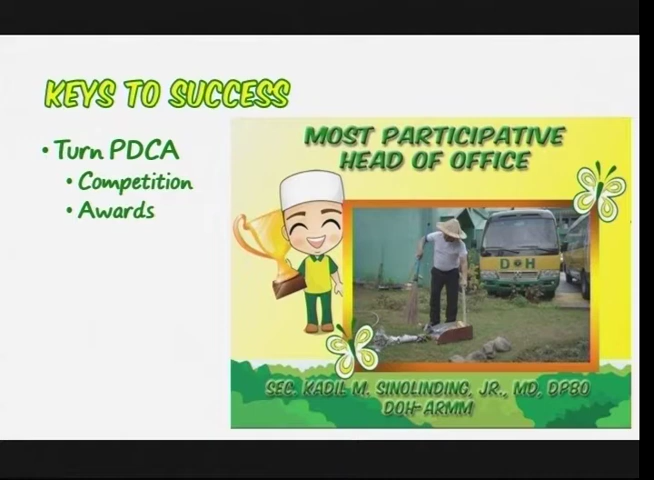 KEYS TO SUCCESS
• Turn PDCA
• Competition
• Awards
MOST PARTICIPATIVE
HEAD OF OFFICE
DOH
SEC. KADIL M. SINOLINDING, JR., MD, DPBO
DOH-ARMM